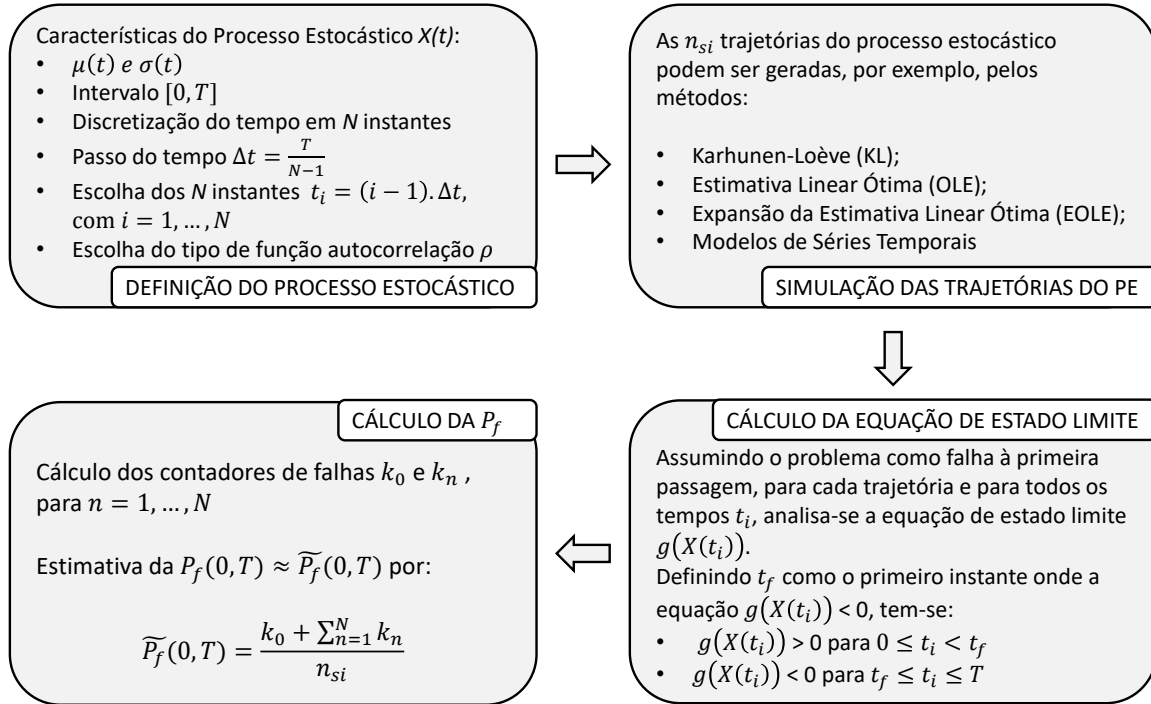 Características do Processo Estocástico X(t):
• μ(t) e σ(t)
• Intervalo [0, T]
• Discretização do tempo em N instantes
• Passo do tempo Δt = T/(N−1)
• Escolha dos N instantes t_i = (i − 1). Δt,
com i = 1, … , N
• Escolha do tipo de função autocorrelação ρ
DEFINIÇÃO DO PROCESSO ESTOCÁSTICO
As n_si trajetórias do processo estocástico
podem ser geradas, por exemplo, pelos
métodos:
• Karhunen-Loève (KL);
• Estimativa Linear Ótima (OLE);
• Expansão da Estimativa Linear Ótima (EOLE);
• Modelos de Séries Temporais
SIMULAÇÃO DAS TRAJETÓRIAS DO PE
CÁLCULO DA EQUAÇÃO DE ESTADO LIMITE
Assumindo o problema como falha à primeira
passagem, para cada trajetória e para todos os
tempos t_i, analisa-se a equação de estado limite
g(X(t_i)).
Definindo t_f como o primeiro instante onde a
equação g(X(t_i)) < 0, tem-se:
• g(X(t_i)) > 0 para 0 ≤ t_i < t_f
• g(X(t_i)) < 0 para t_f ≤ t_i ≤ T
CÁLCULO DA P_f
Cálculo dos contadores de falhas k_0 e k_n ,
para n = 1, … , N
Estimativa da P_f(0, T) ≈ P̃_f(0, T) por:
P̃_f(0, T) = (k_0 + ∑_{n=1}^{N} k_n)/n_si